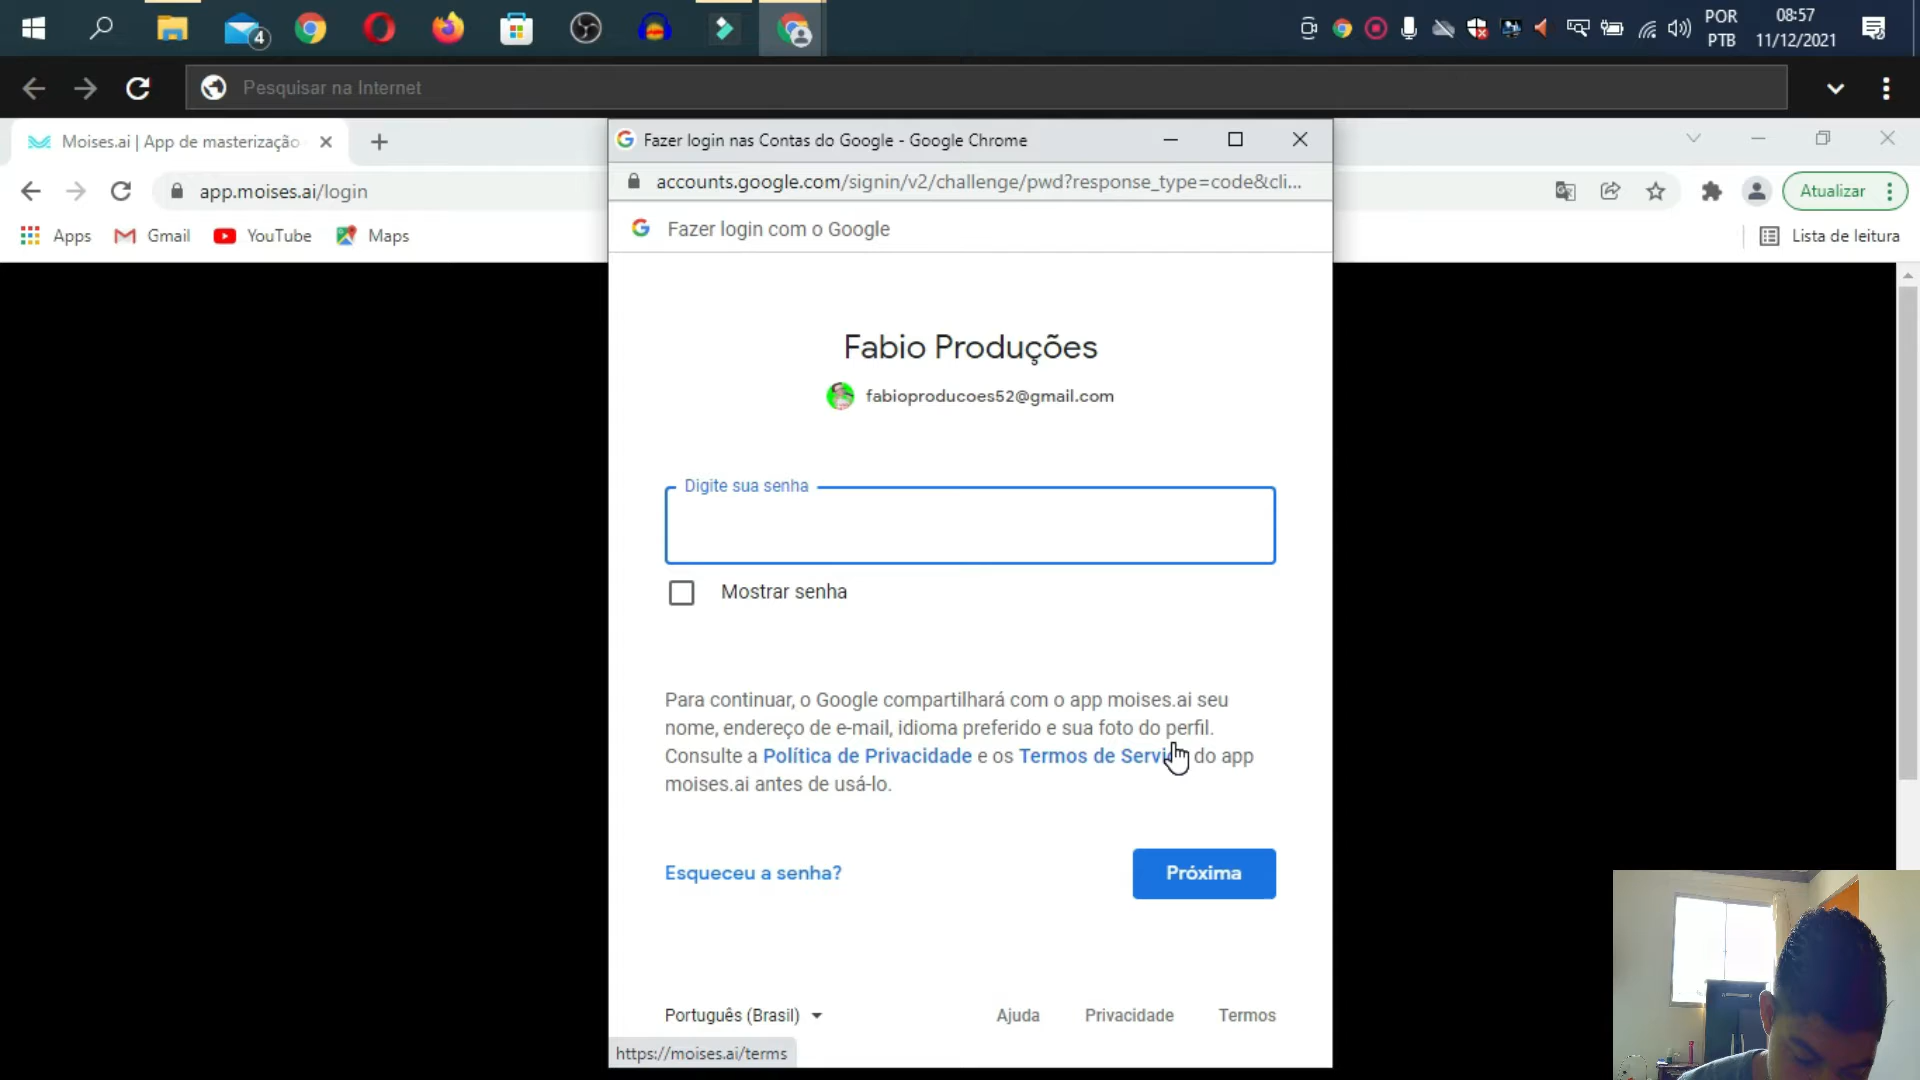 4
POR
PTB
08:57
11/12/2021
Pesquisar na Internet
Moises.ai | App de masterização
Fazer login nas Contas do Google - Google Chrome
app.moises.ai/login
accounts.google.com/signin/v2/challenge/pwd?response_type=code&cli...
Atualizar
Apps
Gmail
YouTube
Maps
Lista de leitura
Fazer login com o Google
Fabio Produções
fabioproducoes52@gmail.com
Digite sua senha
Mostrar senha
Para continuar, o Google compartilhará com o app moises.ai seu
nome, endereço de e-mail, idioma preferido e sua foto do perfil.
Consulte a Política de Privacidade e os Termos de Servi do app
moises.ai antes de usá-lo.
Esqueceu a senha?
Próxima
Português (Brasil)
Ajuda
Privacidade
Termos
https://moises.ai/terms